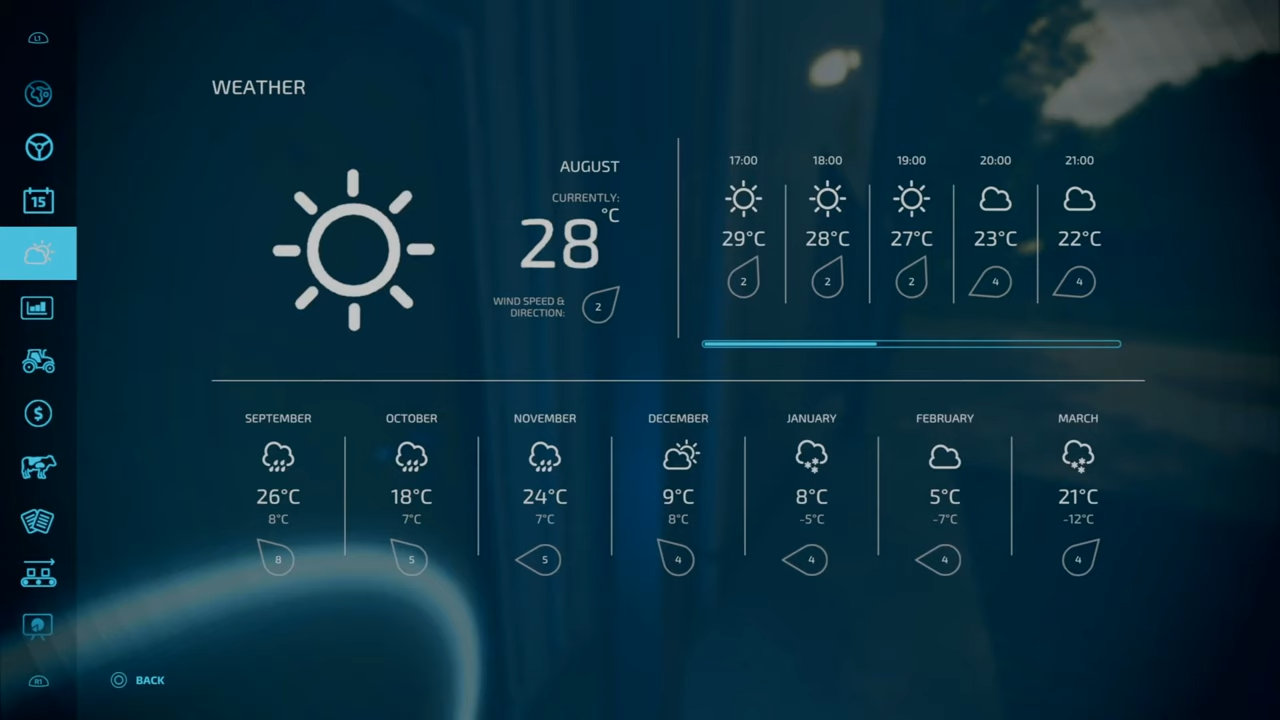 L1
WEATHER
15
AUGUST
CURRENTLY:
28 °C
WIND SPEED &
DIRECTION:
2
17:00 18:00 19:00 20:00 21:00
29°C 28°C 27°C 23°C 22°C
2 2 2 4 4
$
SEPTEMBER OCTOBER NOVEMBER DECEMBER JANUARY FEBRUARY MARCH
26°C 18°C 24°C 9°C 8°C 5°C 21°C
8°C 7°C 7°C 8°C -5°C -7°C -12°C
8 5 5 4 4 4 4
R1
BACK